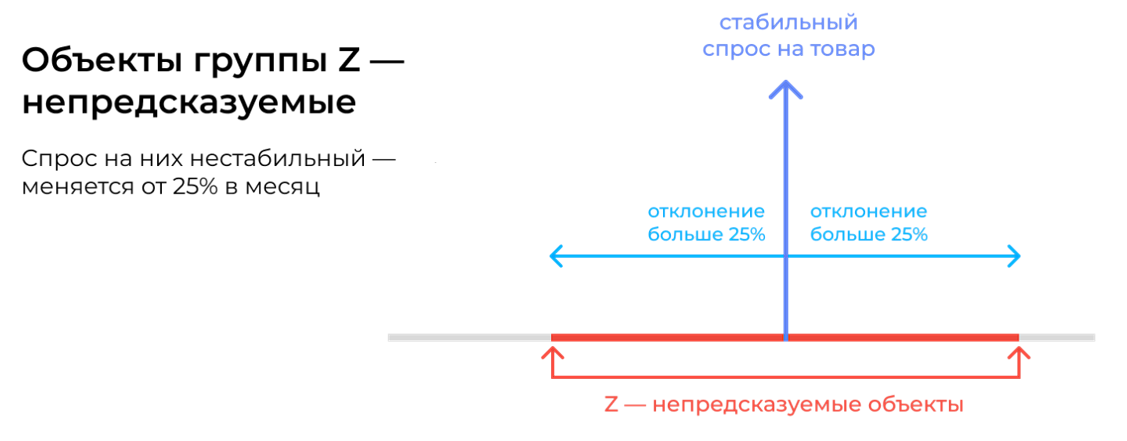 Объекты группы Z —
непредсказуемые
Спрос на них нестабильный —
меняется от 25% в месяц
стабильный
спрос на товар
отклонение
больше 25%
отклонение
больше 25%
Z — непредсказуемые объекты